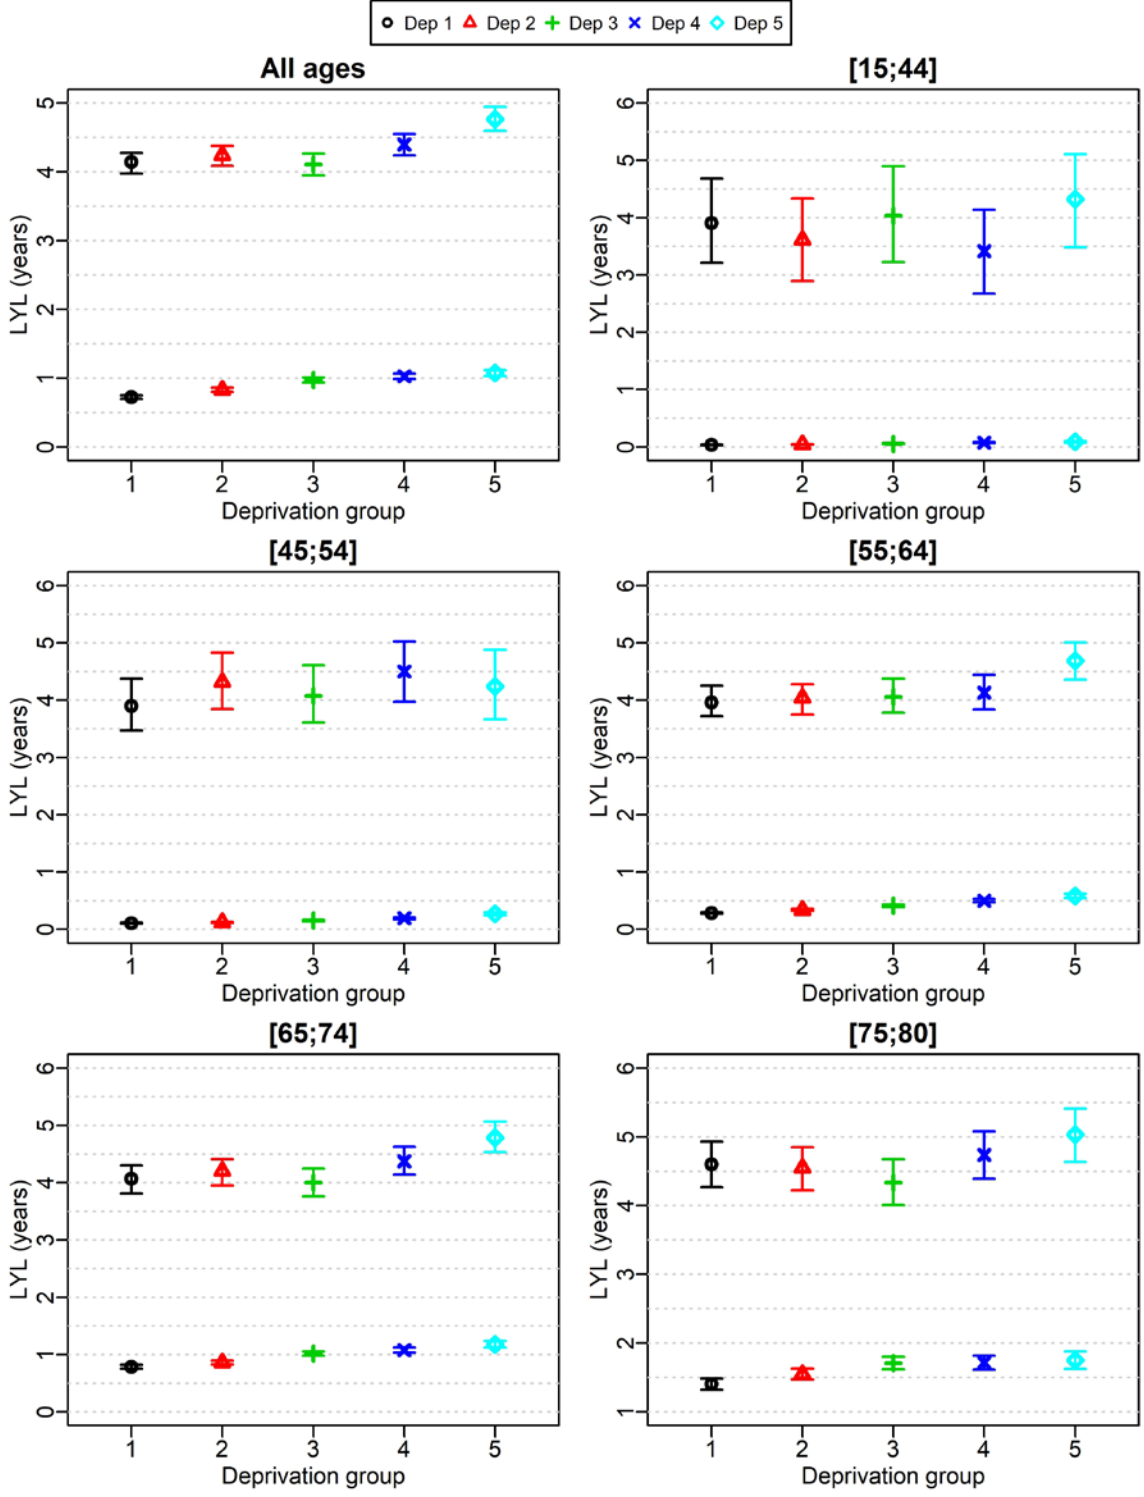 Dep 1 Dep 2 Dep 3 Dep 4 Dep 5
All ages
LYL (years)
5
4
3
2
1
0
1 2 3 4 5
Deprivation group
[15;44]
LYL (years)
6
5
4
3
2
1
0
1 2 3 4 5
Deprivation group
[45;54]
LYL (years)
6
5
4
3
2
1
0
1 2 3 4 5
Deprivation group
[55;64]
LYL (years)
6
5
4
3
2
1
0
1 2 3 4 5
Deprivation group
[65;74]
LYL (years)
6
5
4
3
2
1
0
1 2 3 4 5
Deprivation group
[75;80]
LYL (years)
6
5
4
3
2
1
1 2 3 4 5
Deprivation group